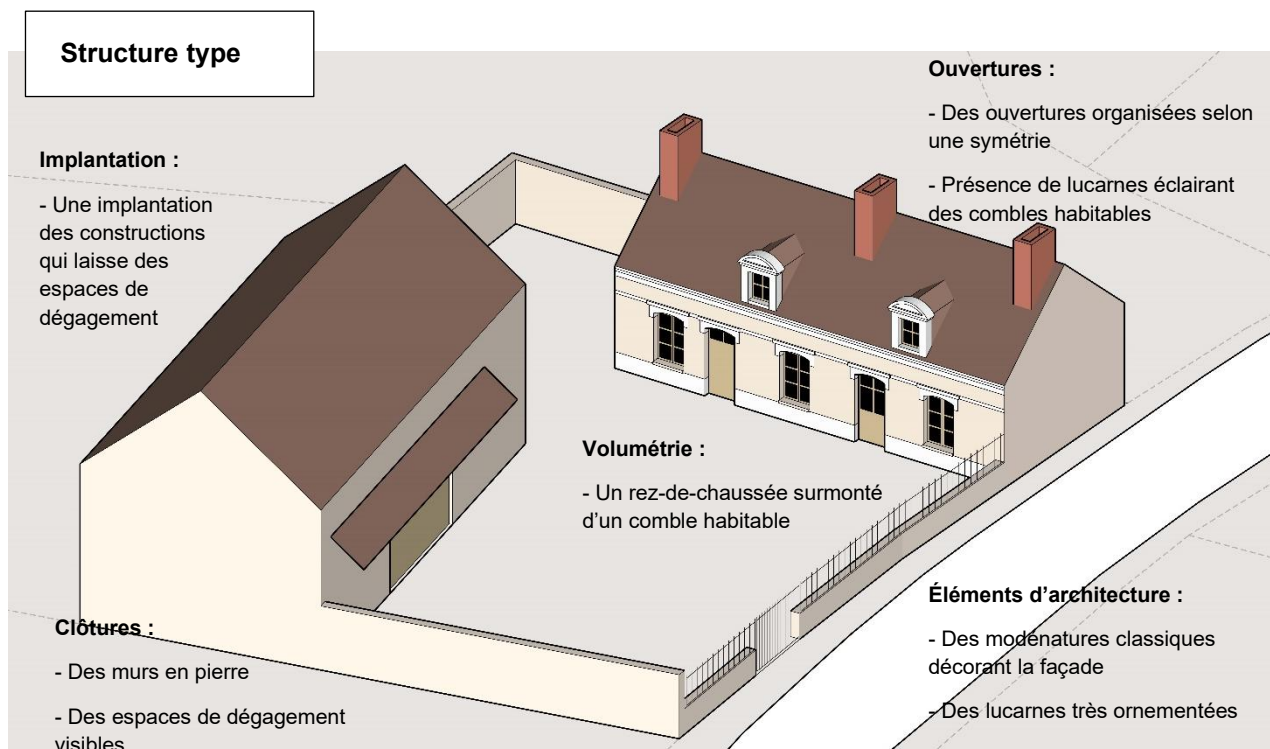 Structure type
Implantation :
- Une implantation
des constructions
qui laisse des
espaces de
dégagement
Ouvertures :
- Des ouvertures organisées selon
une symétrie
- Présence de lucarnes éclairant
des combles habitables
Volumétrie :
- Un rez-de-chaussée surmonté
d’un comble habitable
Clôtures :
- Des murs en pierre
- Des espaces de dégagement
visibles
Éléments d’architecture :
- Des modénatures classiques
décorant la façade
- Des lucarnes très ornementées